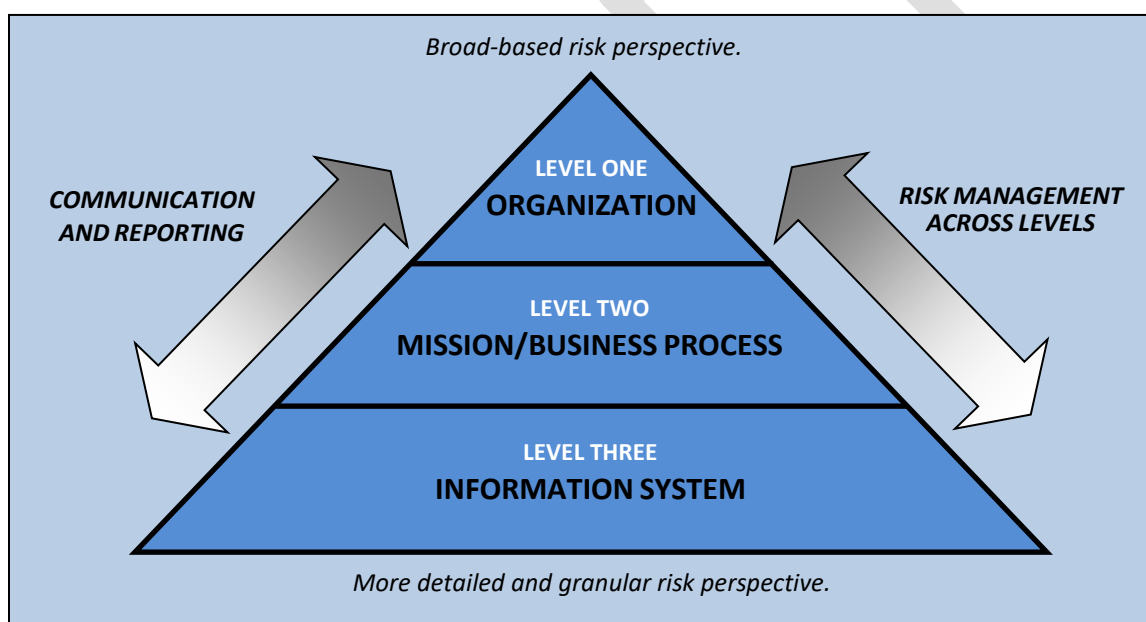 Broad-based risk perspective.
LEVEL ONE
ORGANIZATION
COMMUNICATION
AND REPORTING
RISK MANAGEMENT
ACROSS LEVELS
LEVEL TWO
MISSION/BUSINESS PROCESS
LEVEL THREE
INFORMATION SYSTEM
More detailed and granular risk perspective.